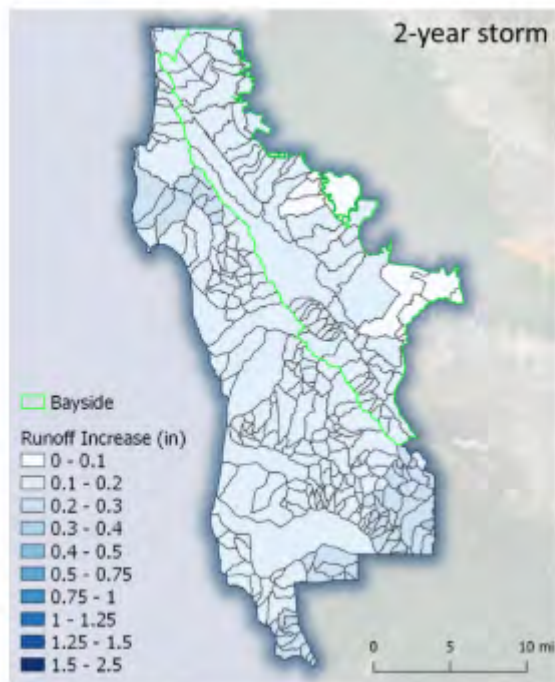 2-year storm
Bayside
Runoff Increase (in)
0 - 0.1
0.1 - 0.2
0.2 - 0.3
0.3 - 0.4
0.4 - 0.5
0.5 - 0.75
0.75 - 1
1 - 1.25
1.25 - 1.5
1.5 - 2.5
0 5 10 mi